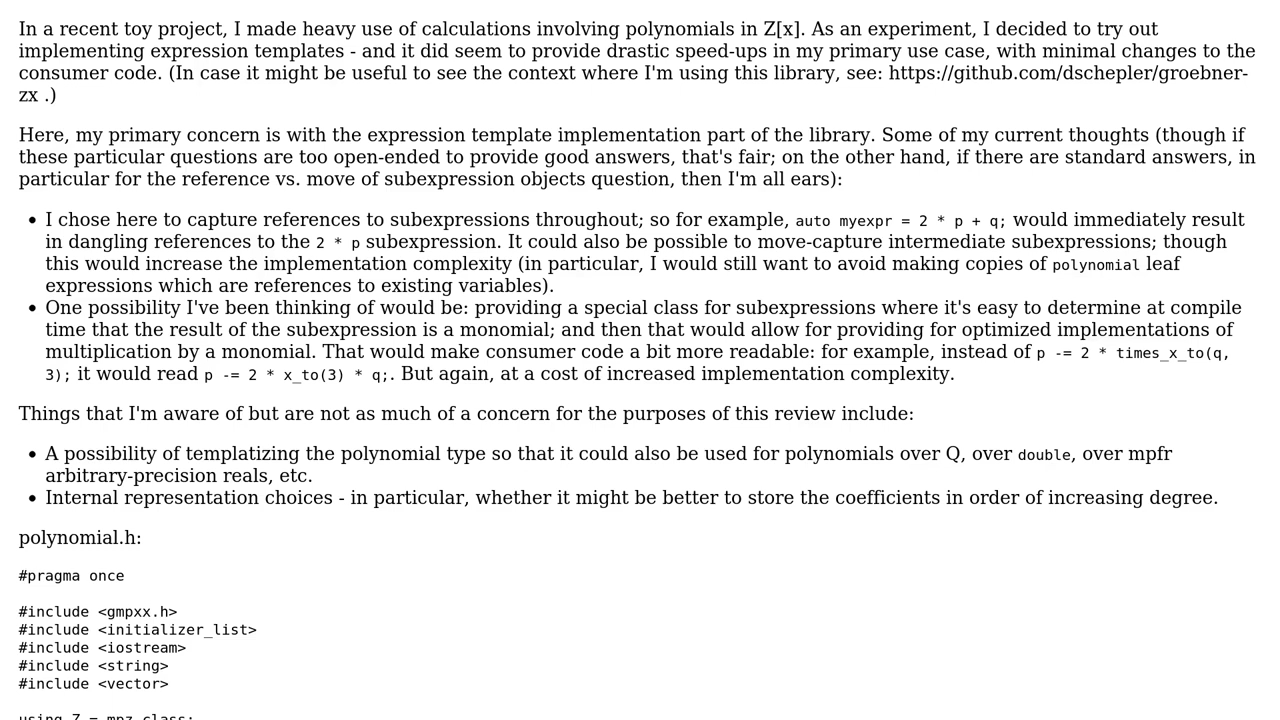 In a recent toy project, I made heavy use of calculations involving polynomials in Z[x]. As an experiment, I decided to try out
implementing expression templates - and it did seem to provide drastic speed-ups in my primary use case, with minimal changes to the
consumer code. (In case it might be useful to see the context where I'm using this library, see: https://github.com/dschepler/groebner-
zx .)
Here, my primary concern is with the expression template implementation part of the library. Some of my current thoughts (though if
these particular questions are too open-ended to provide good answers, that's fair; on the other hand, if there are standard answers, in
particular for the reference vs. move of subexpression objects question, then I'm all ears):
• I chose here to capture references to subexpressions throughout; so for example, auto myexpr = 2 * p + q; would immediately result
in dangling references to the 2 * p subexpression. It could also be possible to move-capture intermediate subexpressions; though
this would increase the implementation complexity (in particular, I would still want to avoid making copies of polynomial leaf
expressions which are references to existing variables).
• One possibility I've been thinking of would be: providing a special class for subexpressions where it's easy to determine at compile
time that the result of the subexpression is a monomial; and then that would allow for providing for optimized implementations of
multiplication by a monomial. That would make consumer code a bit more readable: for example, instead of p -= 2 * times_x_to(q,
3); it would read p -= 2 * x_to(3) * q;. But again, at a cost of increased implementation complexity.
Things that I'm aware of but are not as much of a concern for the purposes of this review include:
• A possibility of templatizing the polynomial type so that it could also be used for polynomials over Q, over double, over mpfr
arbitrary-precision reals, etc.
• Internal representation choices - in particular, whether it might be better to store the coefficients in order of increasing degree.
polynomial.h:
#pragma once
#include <gmpxx.h>
#include <initializer_list>
#include <iostream>
#include <string>
#include <vector>
using Z = mpz_class;